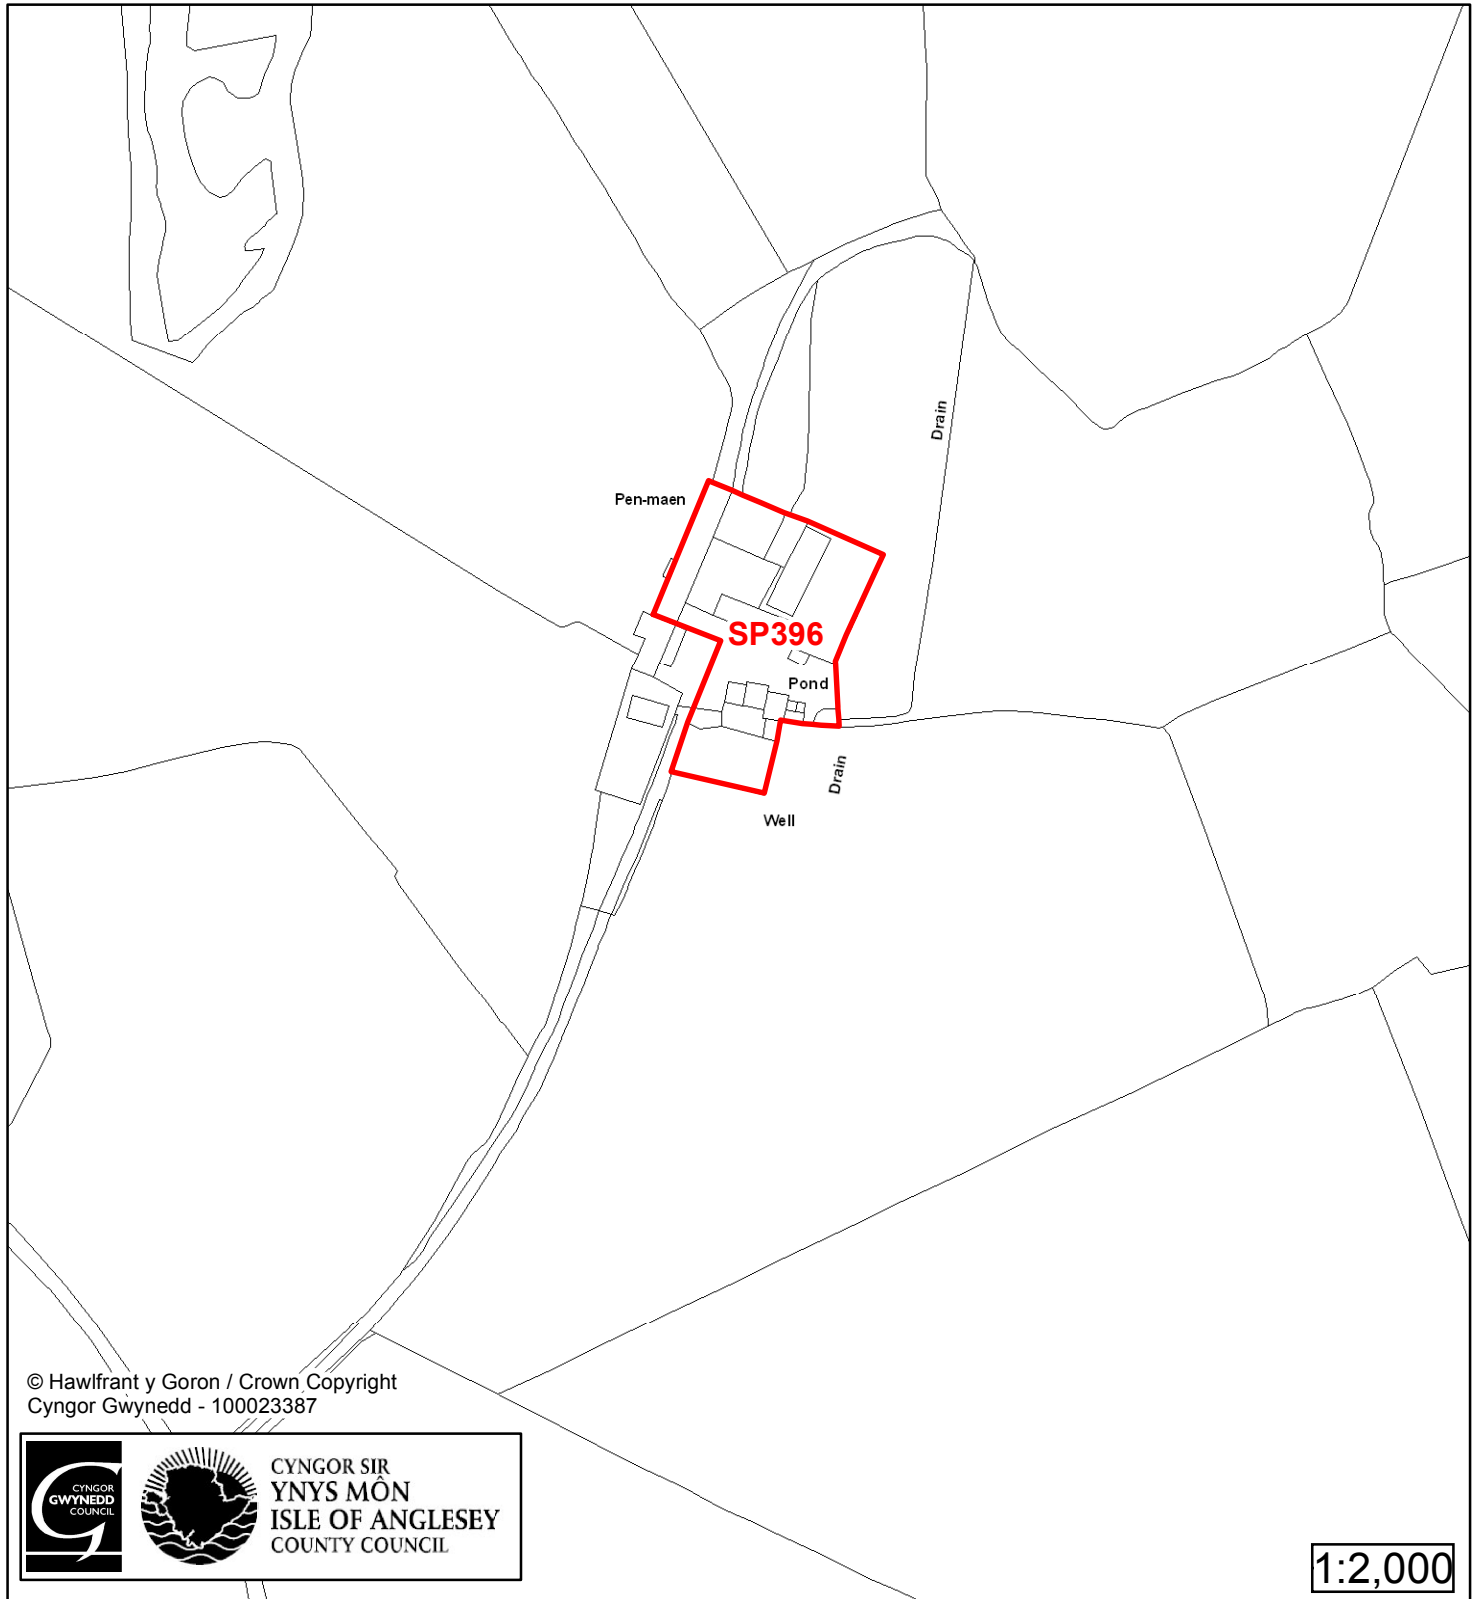 Drain
Pen-maen
SP396
Pond
Drain
Well
© Hawlfrant y Goron / Crown Copyright
Cyngor Gwynedd - 100023387
CYNGOR
GWYNEDD
COUNCIL
CYNGOR SIR
YNYS MÔN
ISLE OF ANGLESEY
COUNTY COUNCIL
1:2,000